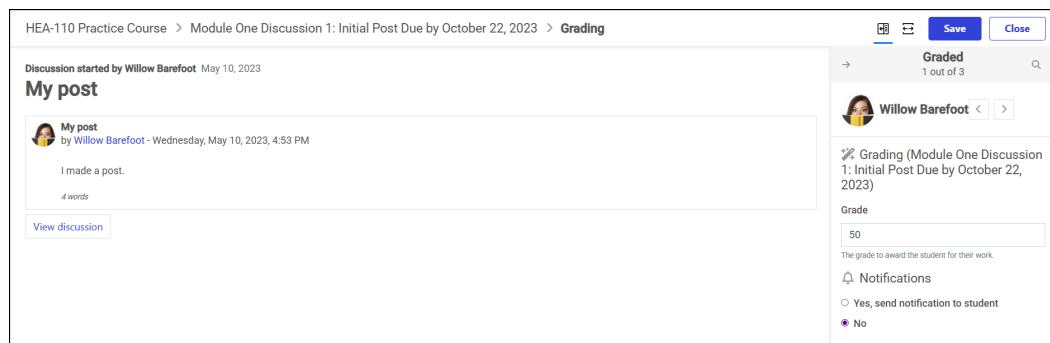 HEA-110 Practice Course > Module One Discussion 1: Initial Post Due by October 22, 2023 > Grading
Save
Close
Discussion started by Willow Barefoot May 10, 2023
My post
My post
by Willow Barefoot - Wednesday, May 10, 2023, 4:53 PM
I made a post.
4 words
View discussion
Graded
1 out of 3
Willow Barefoot
Grading (Module One Discussion
1: Initial Post Due by October 22,
2023)
Grade
50
The grade to award the student for their work.
Notifications
Yes, send notification to student
No